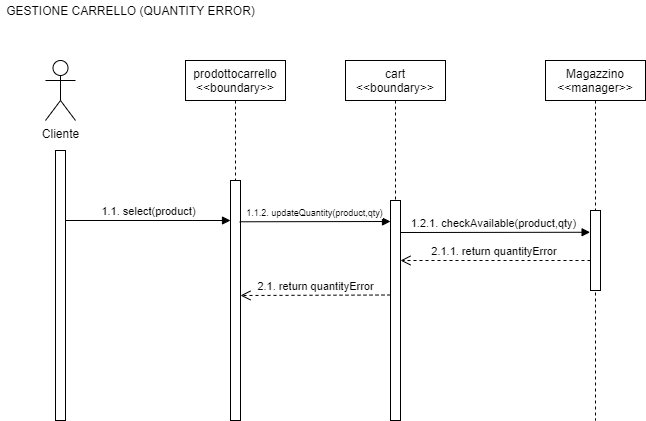 GESTIONE CARRELLO (QUANTITY ERROR)
prodottocarrello
<<boundary>>
cart
<<boundary>>
Magazzino
<<manager>>
Cliente
1.1. select(product)
1.1.2. updateQuantity(product,qty)
1.2.1. checkAvailable(product,qty)
2.1.1. return quantityError
2.1. return quantityError